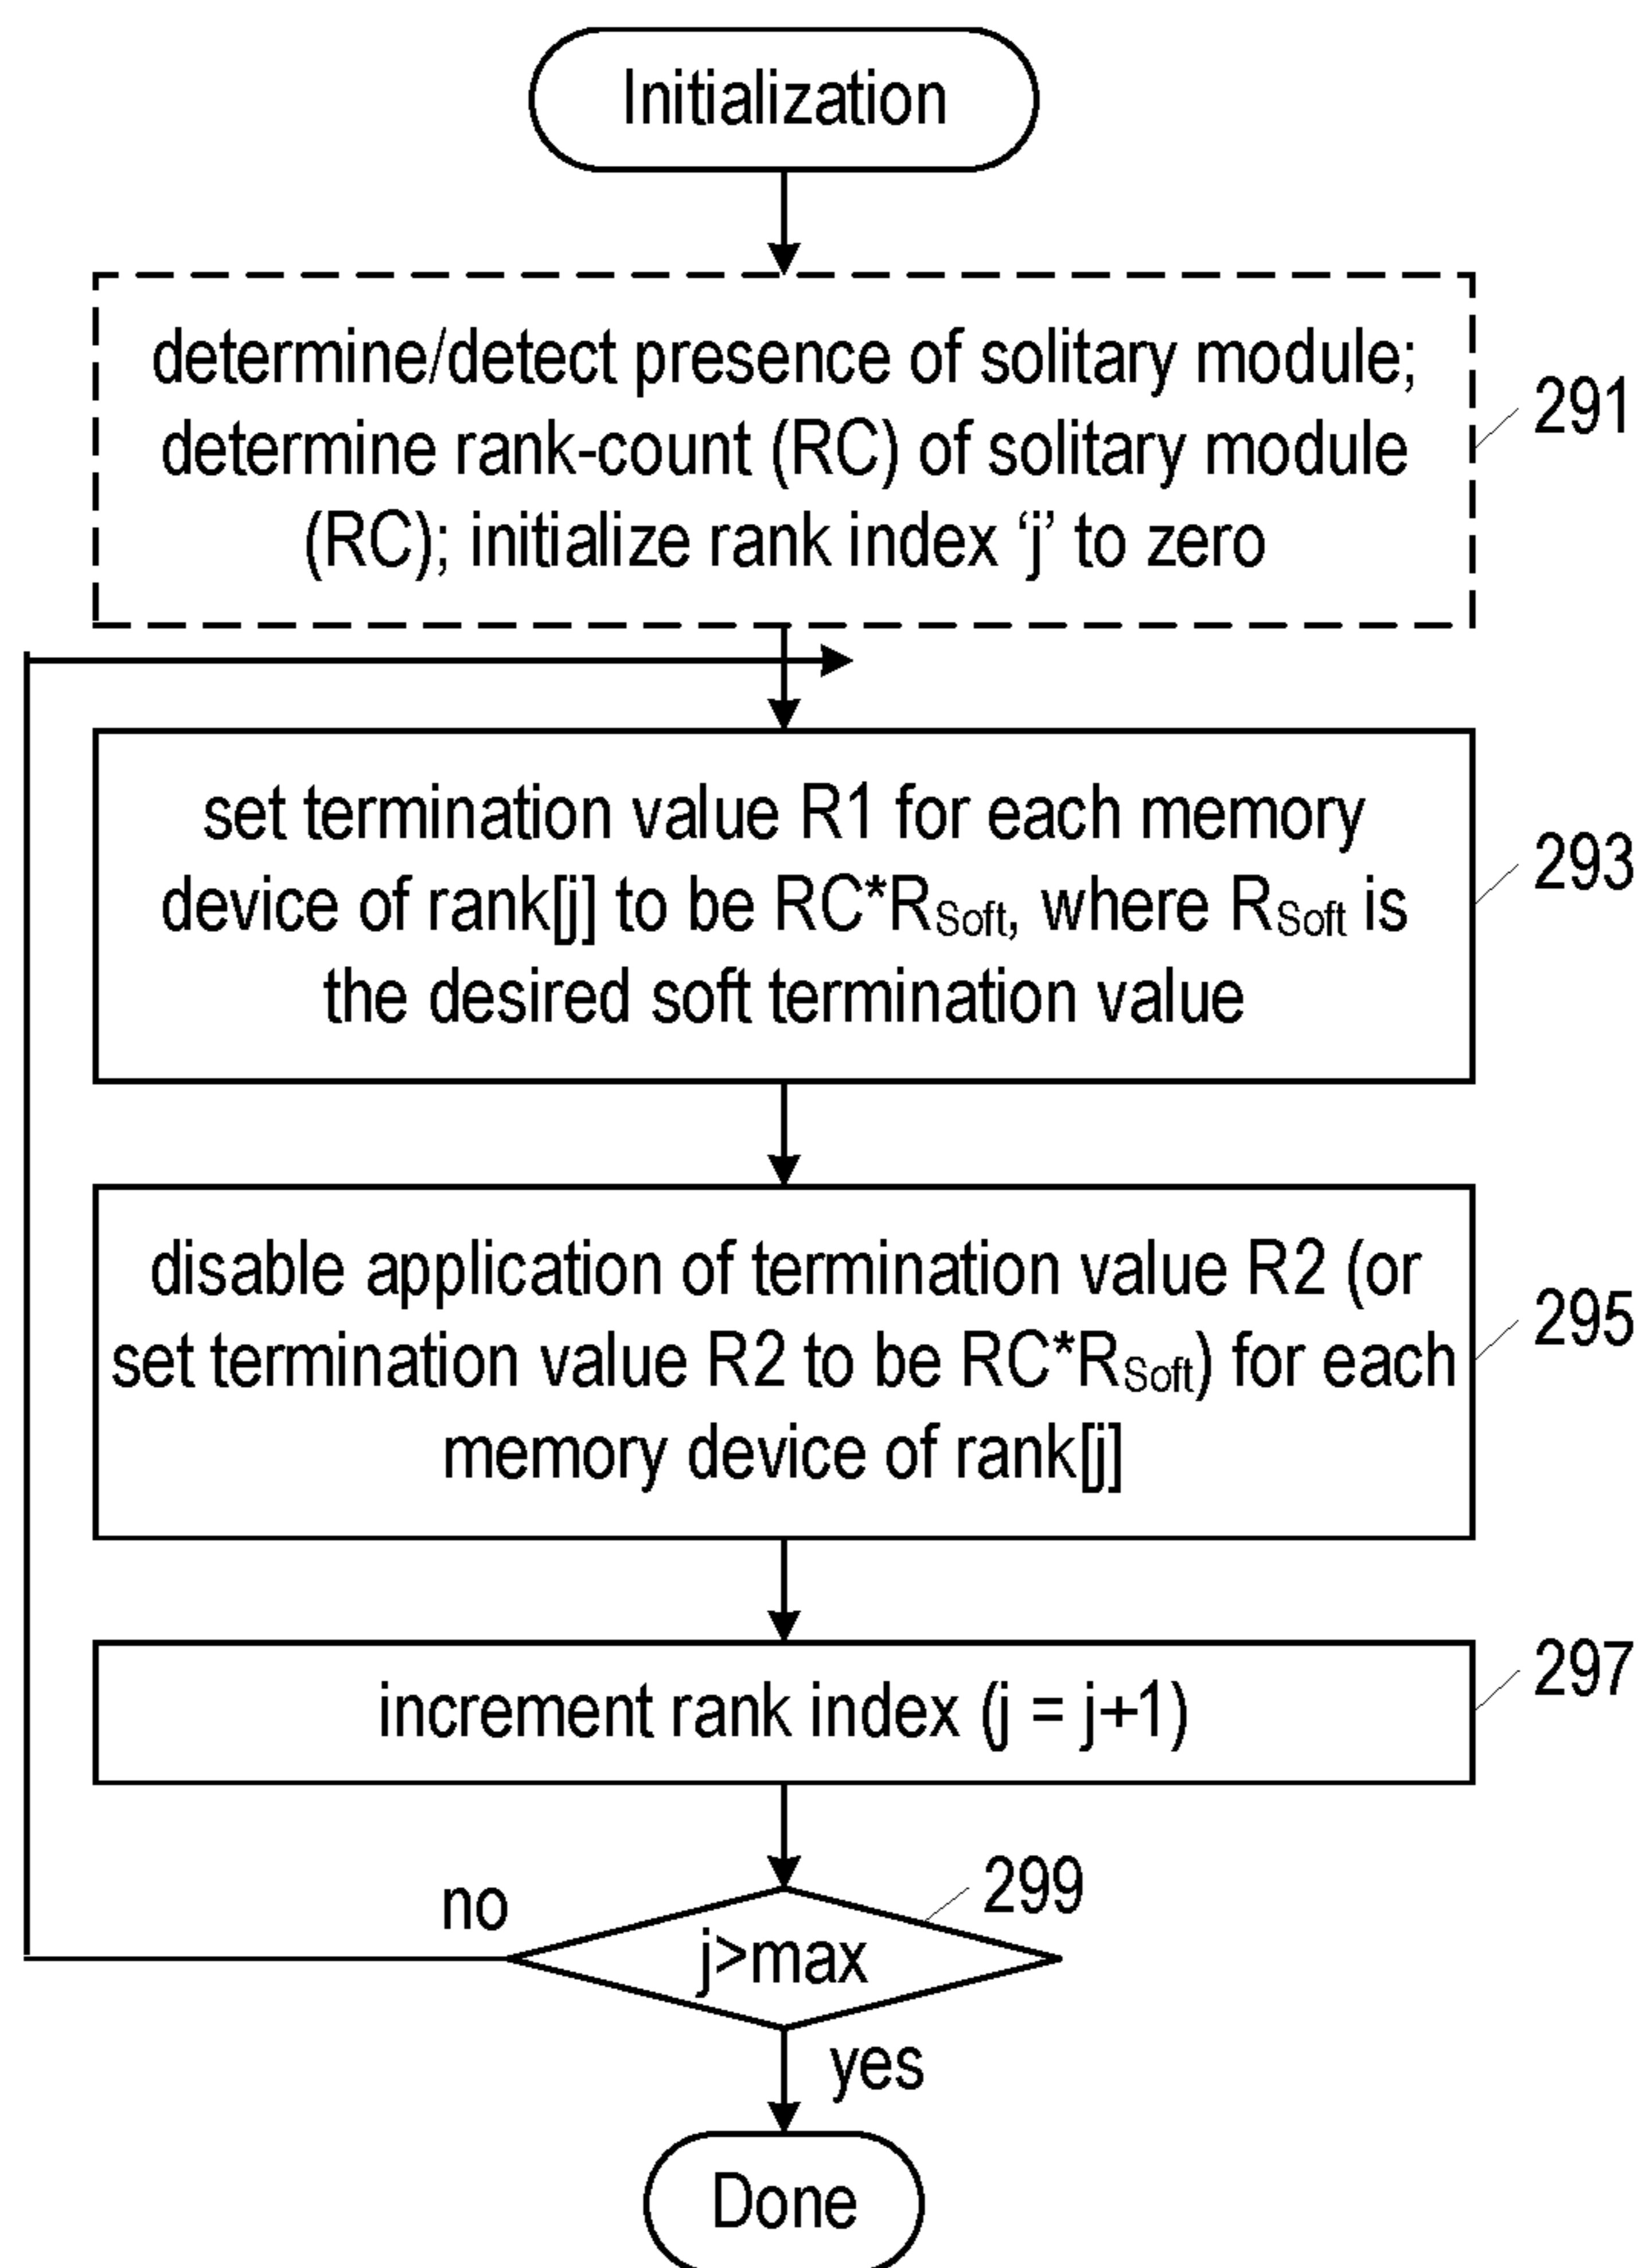 Initialization
determine/detect presence of solitary module;
determine rank-count (RC) of solitary module
(RC); initialize rank index ‘j’ to zero
291
set termination value R1 for each memory
device of rank[j] to be RC*RSoft, where RSoft is
the desired soft termination value
293
disable application of termination value R2 (or
set termination value R2 to be RC*RSoft) for each
memory device of rank[j]
295
increment rank index (j = j+1)
297
299
no
j>max
yes
Done